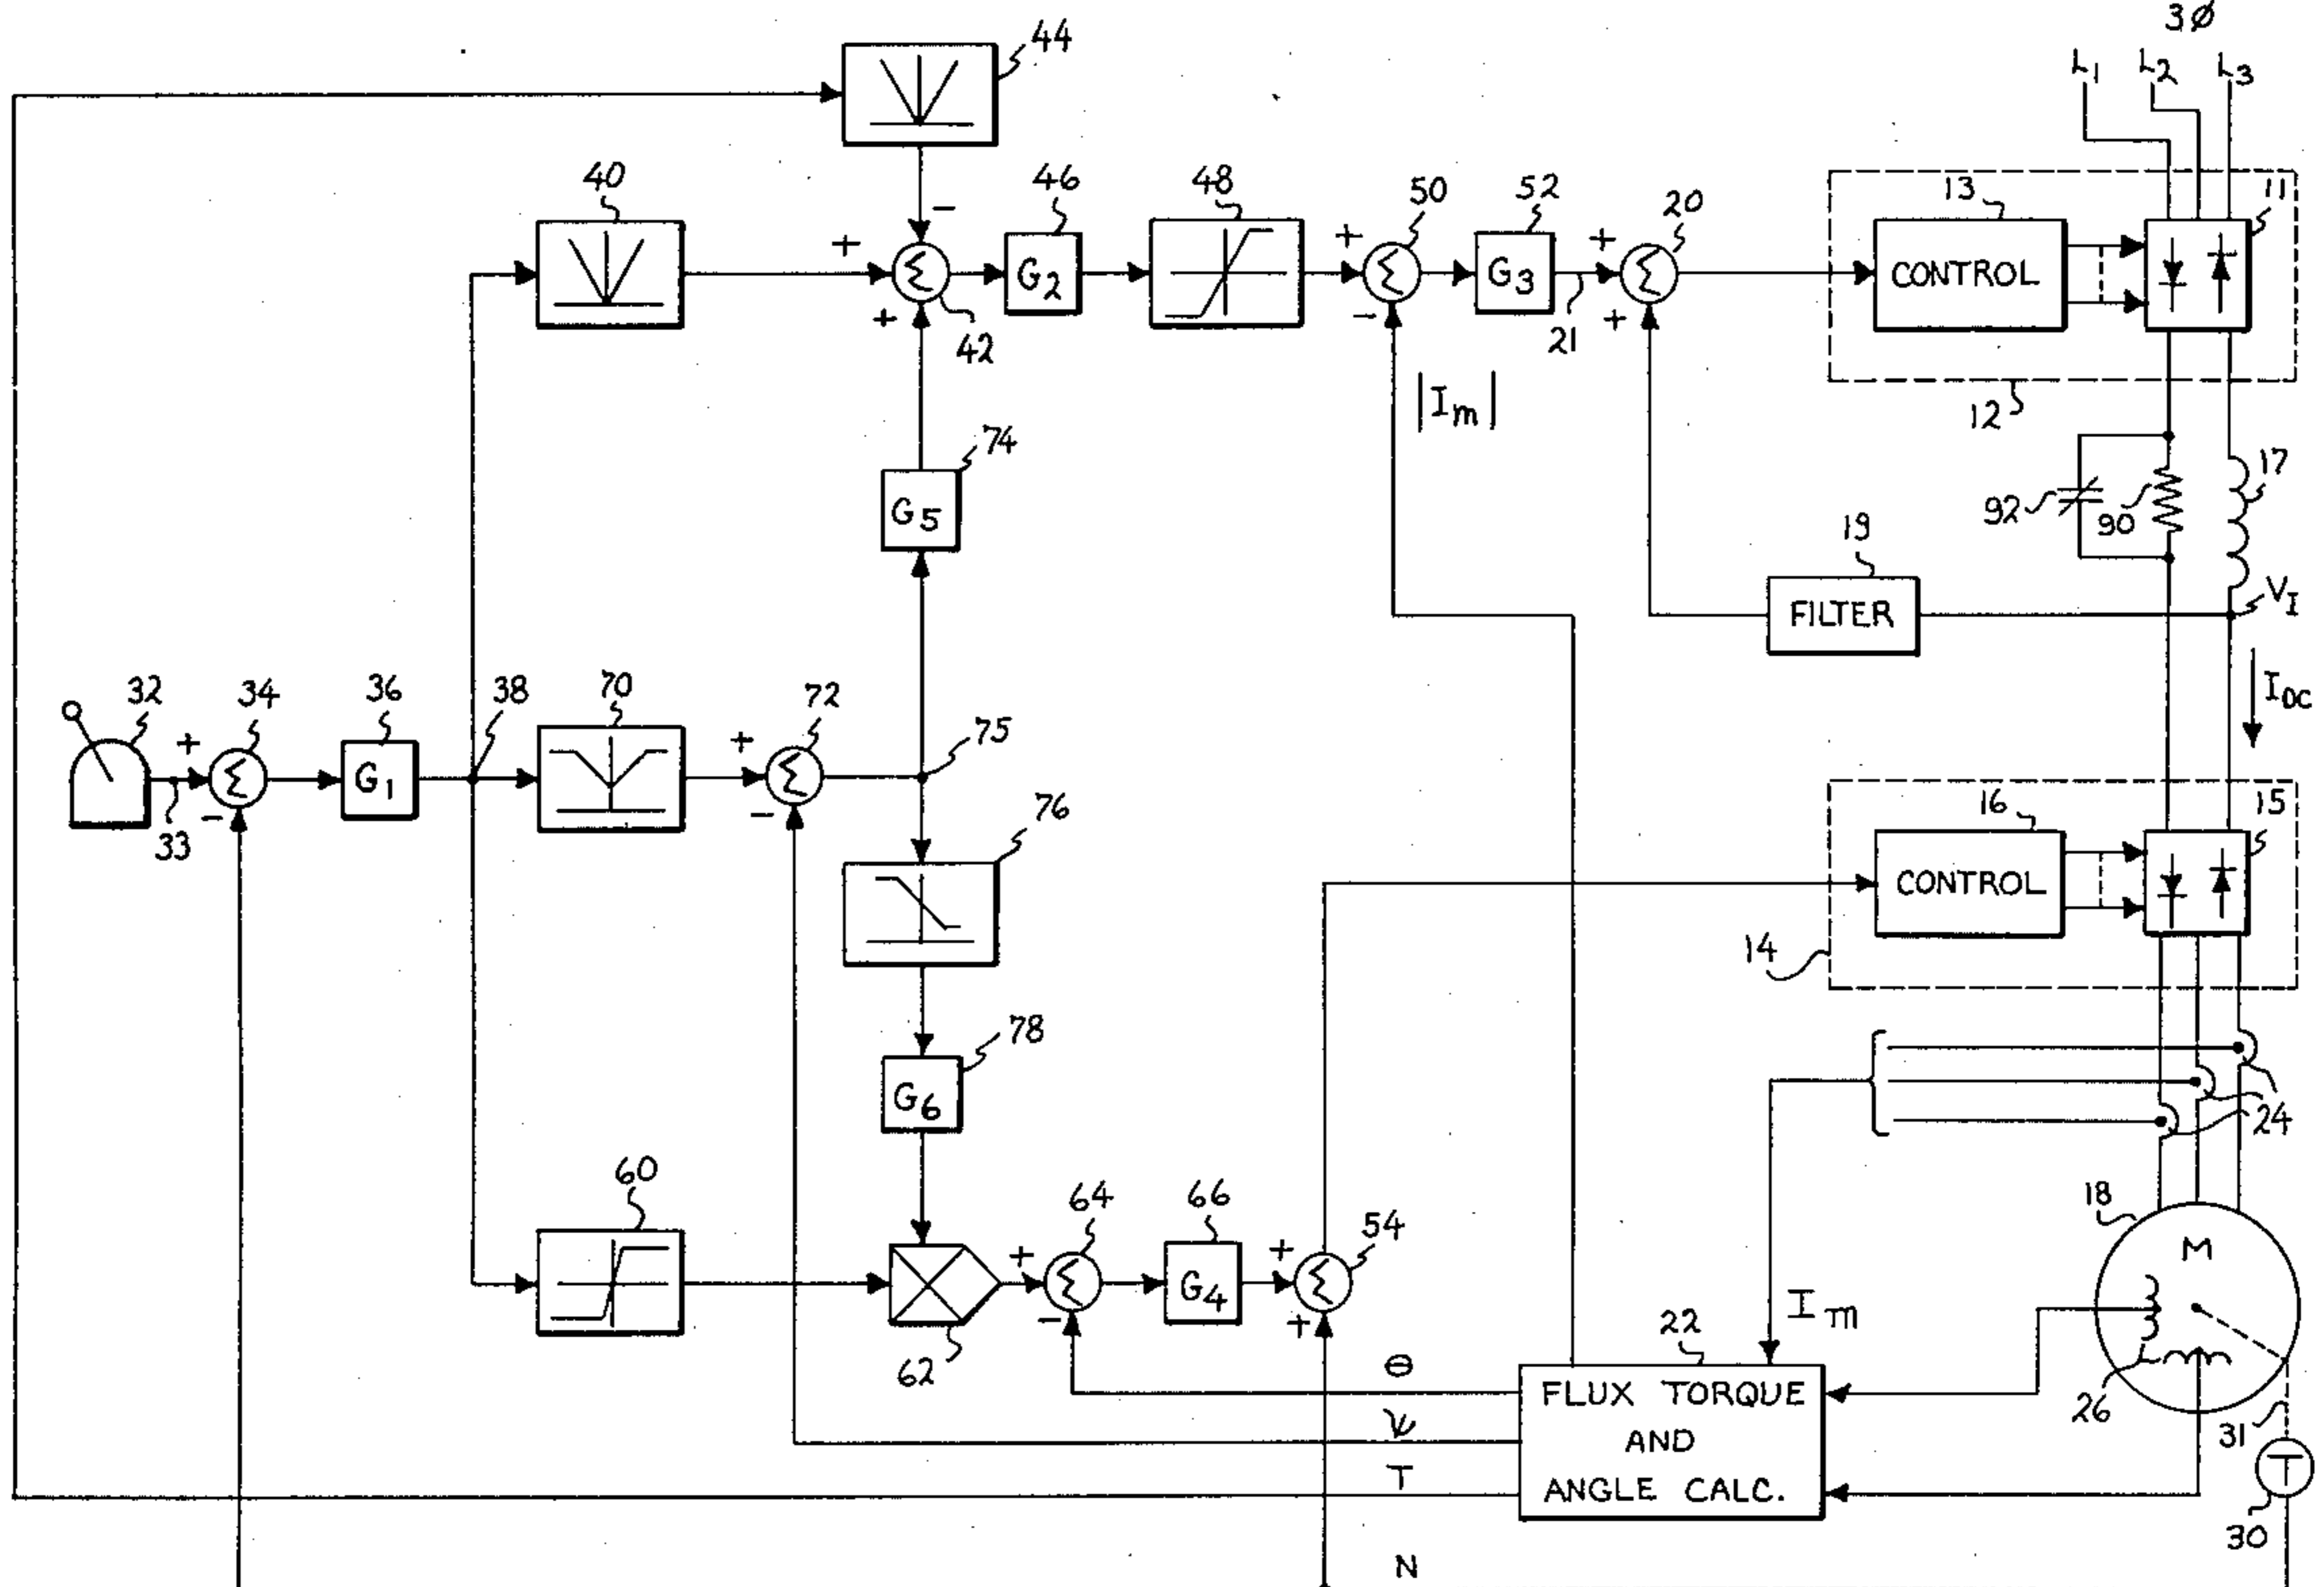 3Ø
L1 L2 L3
44
40
46
48
50
52
20
13
11
+
−
+
G2
+
−
G3
+
+
CONTROL
42
21
|Im|
12
74
G5
17
92
90
19
FILTER
VI
IDC
32
34
36
38
70
72
75
+
−
G1
+
−
33
76
16
15
CONTROL
14
78
G6
24
60
64
66
54
18
M
+
−
G4
+
+
62
Im
22
26
Θ
FLUX TORQUE
AND
ANGLE CALC.
Ψ
T
31
T
30
N